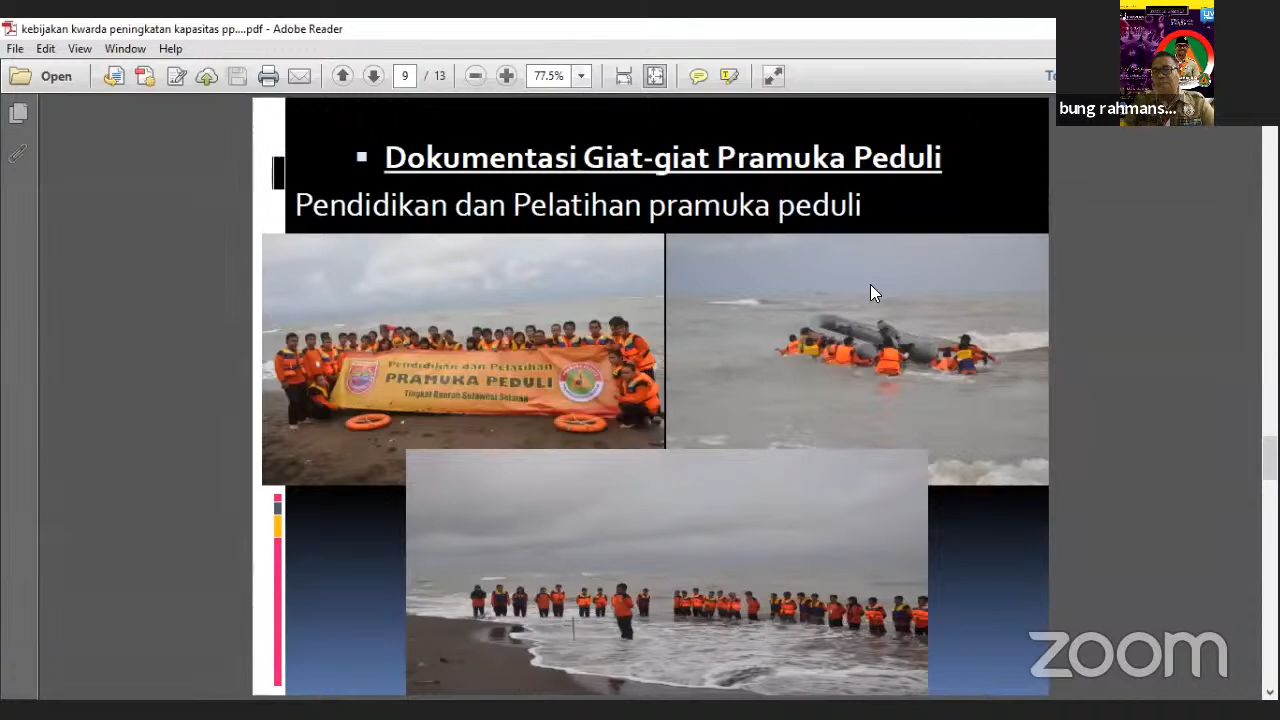 kebijakan kwarda peningkatan kapasitas pp....pdf - Adobe Reader
File Edit View Window Help
Open 9 / 13 77.5%
bung rahmans...
Dokumentasi Giat-giat Pramuka Peduli
Pendidikan dan Pelatihan pramuka peduli
Pendidikan dan Pelatihan
PRAMUKA PEDULI
Tingkat Daerah Sulawesi Selatan
zoom